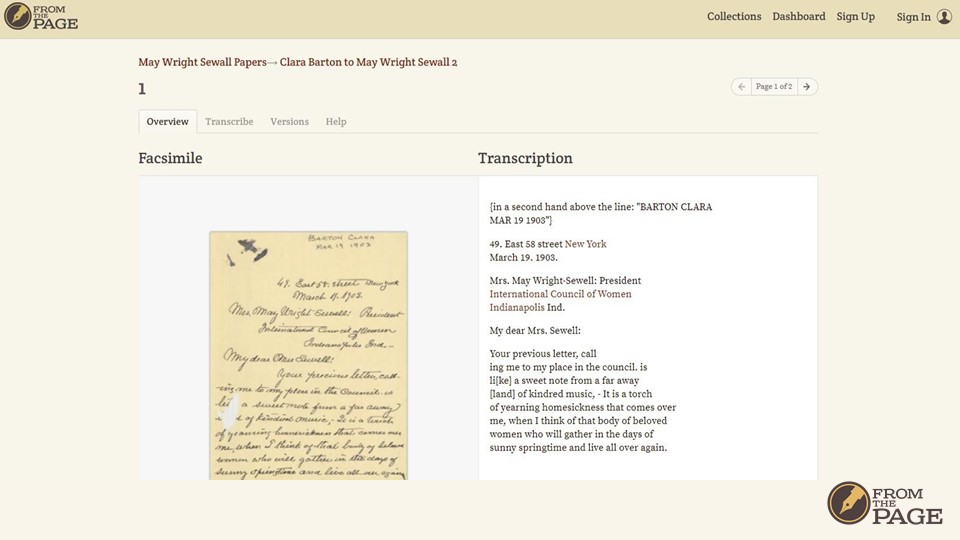 FROM
THE
PAGE
Collections Dashboard Sign Up Sign In
May Wright Sewall Papers→ Clara Barton to May Wright Sewall 2
1
← Page 1 of 2 →
Overview Transcribe Versions Help
Facsimile
BARTON CLARA
MAR 19 1903
49. East 58. street New York
March 19. 1903.
Mrs. May Wright Sewall: President
International Council of Women
Indianapolis Ind.—
My dear Mrs. Sewall:
Your precious letter, call-
ing me to my place in the Council. is
a sweet note from a far away
of kindred music,- It is a
of yearning homesickness that comes over
me, when I think of that body of beloved
women who will gather in the days of
sunny springtime and live all over again
Transcription
{in a second hand above the line: "BARTON CLARA
MAR 19 1903"}
49. East 58 street New York
March 19. 1903.
Mrs. May Wright-Sewell: President
International Council of Women
Indianapolis Ind.
My dear Mrs. Sewell:
Your previous letter, call
ing me to my place in the council. is
li[ke] a sweet note from a far away
[land] of kindred music, - It is a torch
of yearning homesickness that comes over
me, when I think of that body of beloved
women who will gather in the days of
sunny springtime and live all over again.
FROM
THE
PAGE